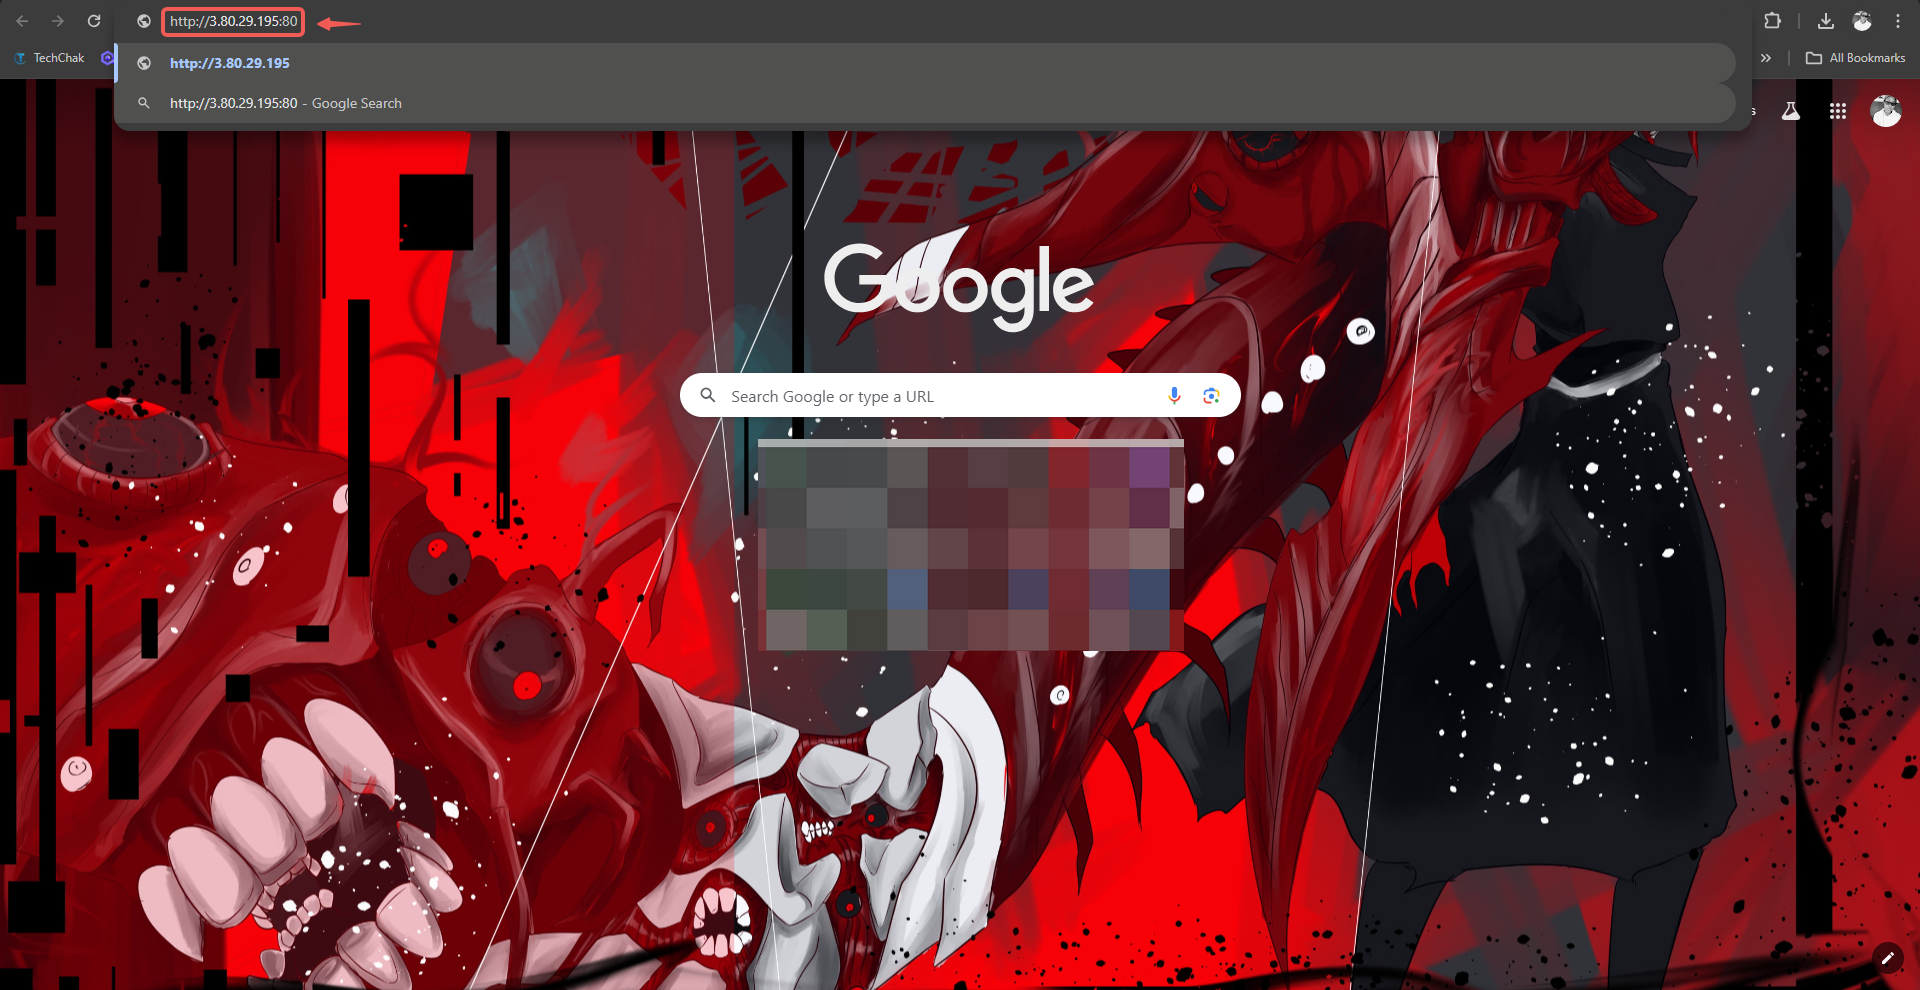 http://3.80.29.195:80
TechChak
http://3.80.29.195
All Bookmarks
http://3.80.29.195:80 - Google Search
s
Google
Search Google or type a URL